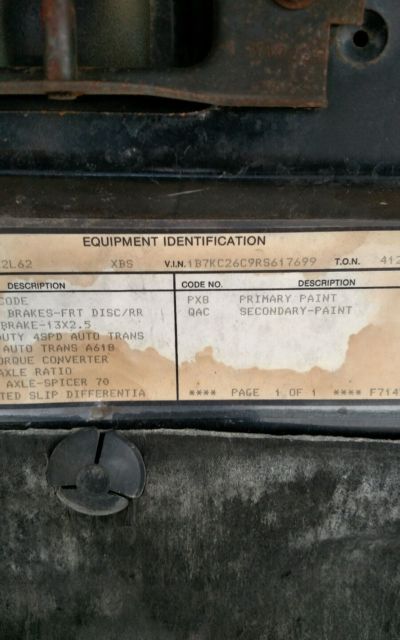 EQUIPMENT IDENTIFICATION
2L62 XBS V.I.N. 1B7KC26C9RS617699 T.O.N. 412
DESCRIPTION CODE NO. DESCRIPTION
CODE PXB PRIMARY PAINT
BRAKES-FRT DISC/RR QAC SECONDARY-PAINT
BRAKE-13X2.5
DUTY 4SPD AUTO TRANS
AUTO TRANS A618
ORQUE CONVERTER
AXLE RATIO
AXLE-SPICER 70
TED SLIP DIFFERENTIA **** PAGE 1 OF 1 **** F714